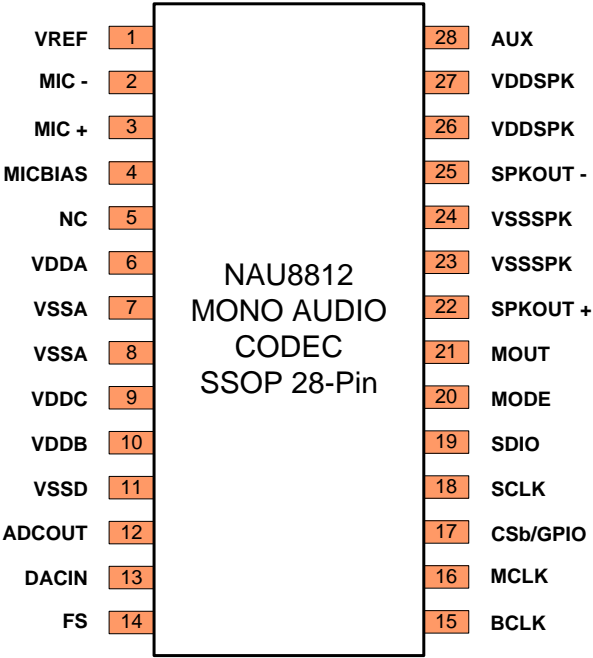 VREF 1 28 AUX
MIC - 2 27 VDDSPK
MIC + 3 26 VDDSPK
MICBIAS 4 25 SPKOUT -
NC 5 24 VSSSPK
VDDA 6 23 VSSSPK
VSSA 7 22 SPKOUT +
VSSA 8 21 MOUT
VDDC 9 20 MODE
VDDB 10 19 SDIO
VSSD 11 18 SCLK
ADCOUT 12 17 CSb/GPIO
DACIN 13 16 MCLK
FS 14 15 BCLK
NAU8812
MONO AUDIO
CODEC
SSOP 28-Pin